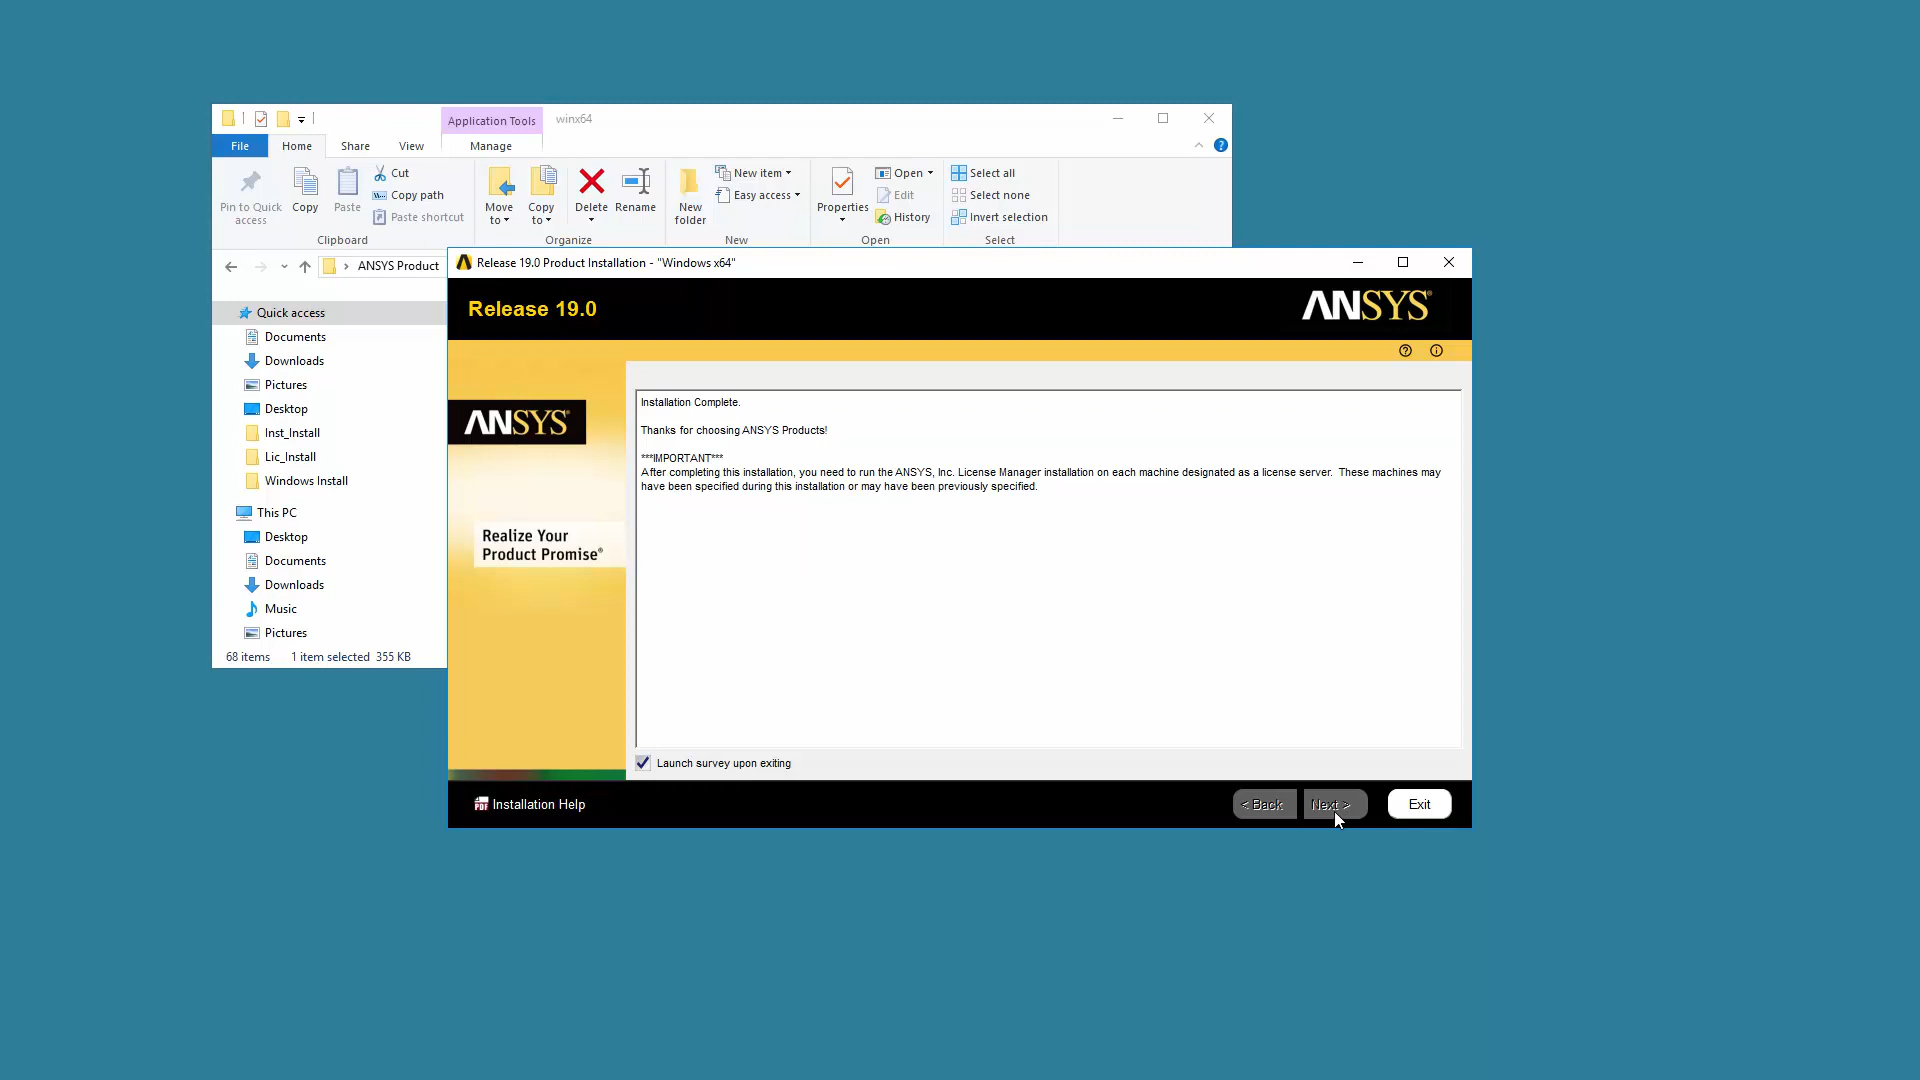 Application Tools winx64
File Home Share View Manage
Pin to Quick access
Copy
Paste
Cut
Copy path
Paste shortcut
Clipboard
Move to
Copy to
Delete
Rename
Organize
New folder
New item
Easy access
New
Properties
Open
Edit
History
Open
Select all
Select none
Invert selection
Select
ANSYS Product
Quick access
Documents
Downloads
Pictures
Desktop
Inst_Install
Lic_Install
Windows Install
This PC
Desktop
Documents
Downloads
Music
Pictures
68 items 1 item selected 355 KB
Release 19.0 Product Installation - "Windows x64"
Release 19.0
ANSYS®
ANSYS®
Realize Your
Product Promise®
Installation Complete.
Thanks for choosing ANSYS Products!
***IMPORTANT***
After completing this installation, you need to run the ANSYS, Inc. License Manager installation on each machine designated as a license server. These machines may
have been specified during this installation or may have been previously specified.
Launch survey upon exiting
PDF Installation Help
< Back Next > Exit